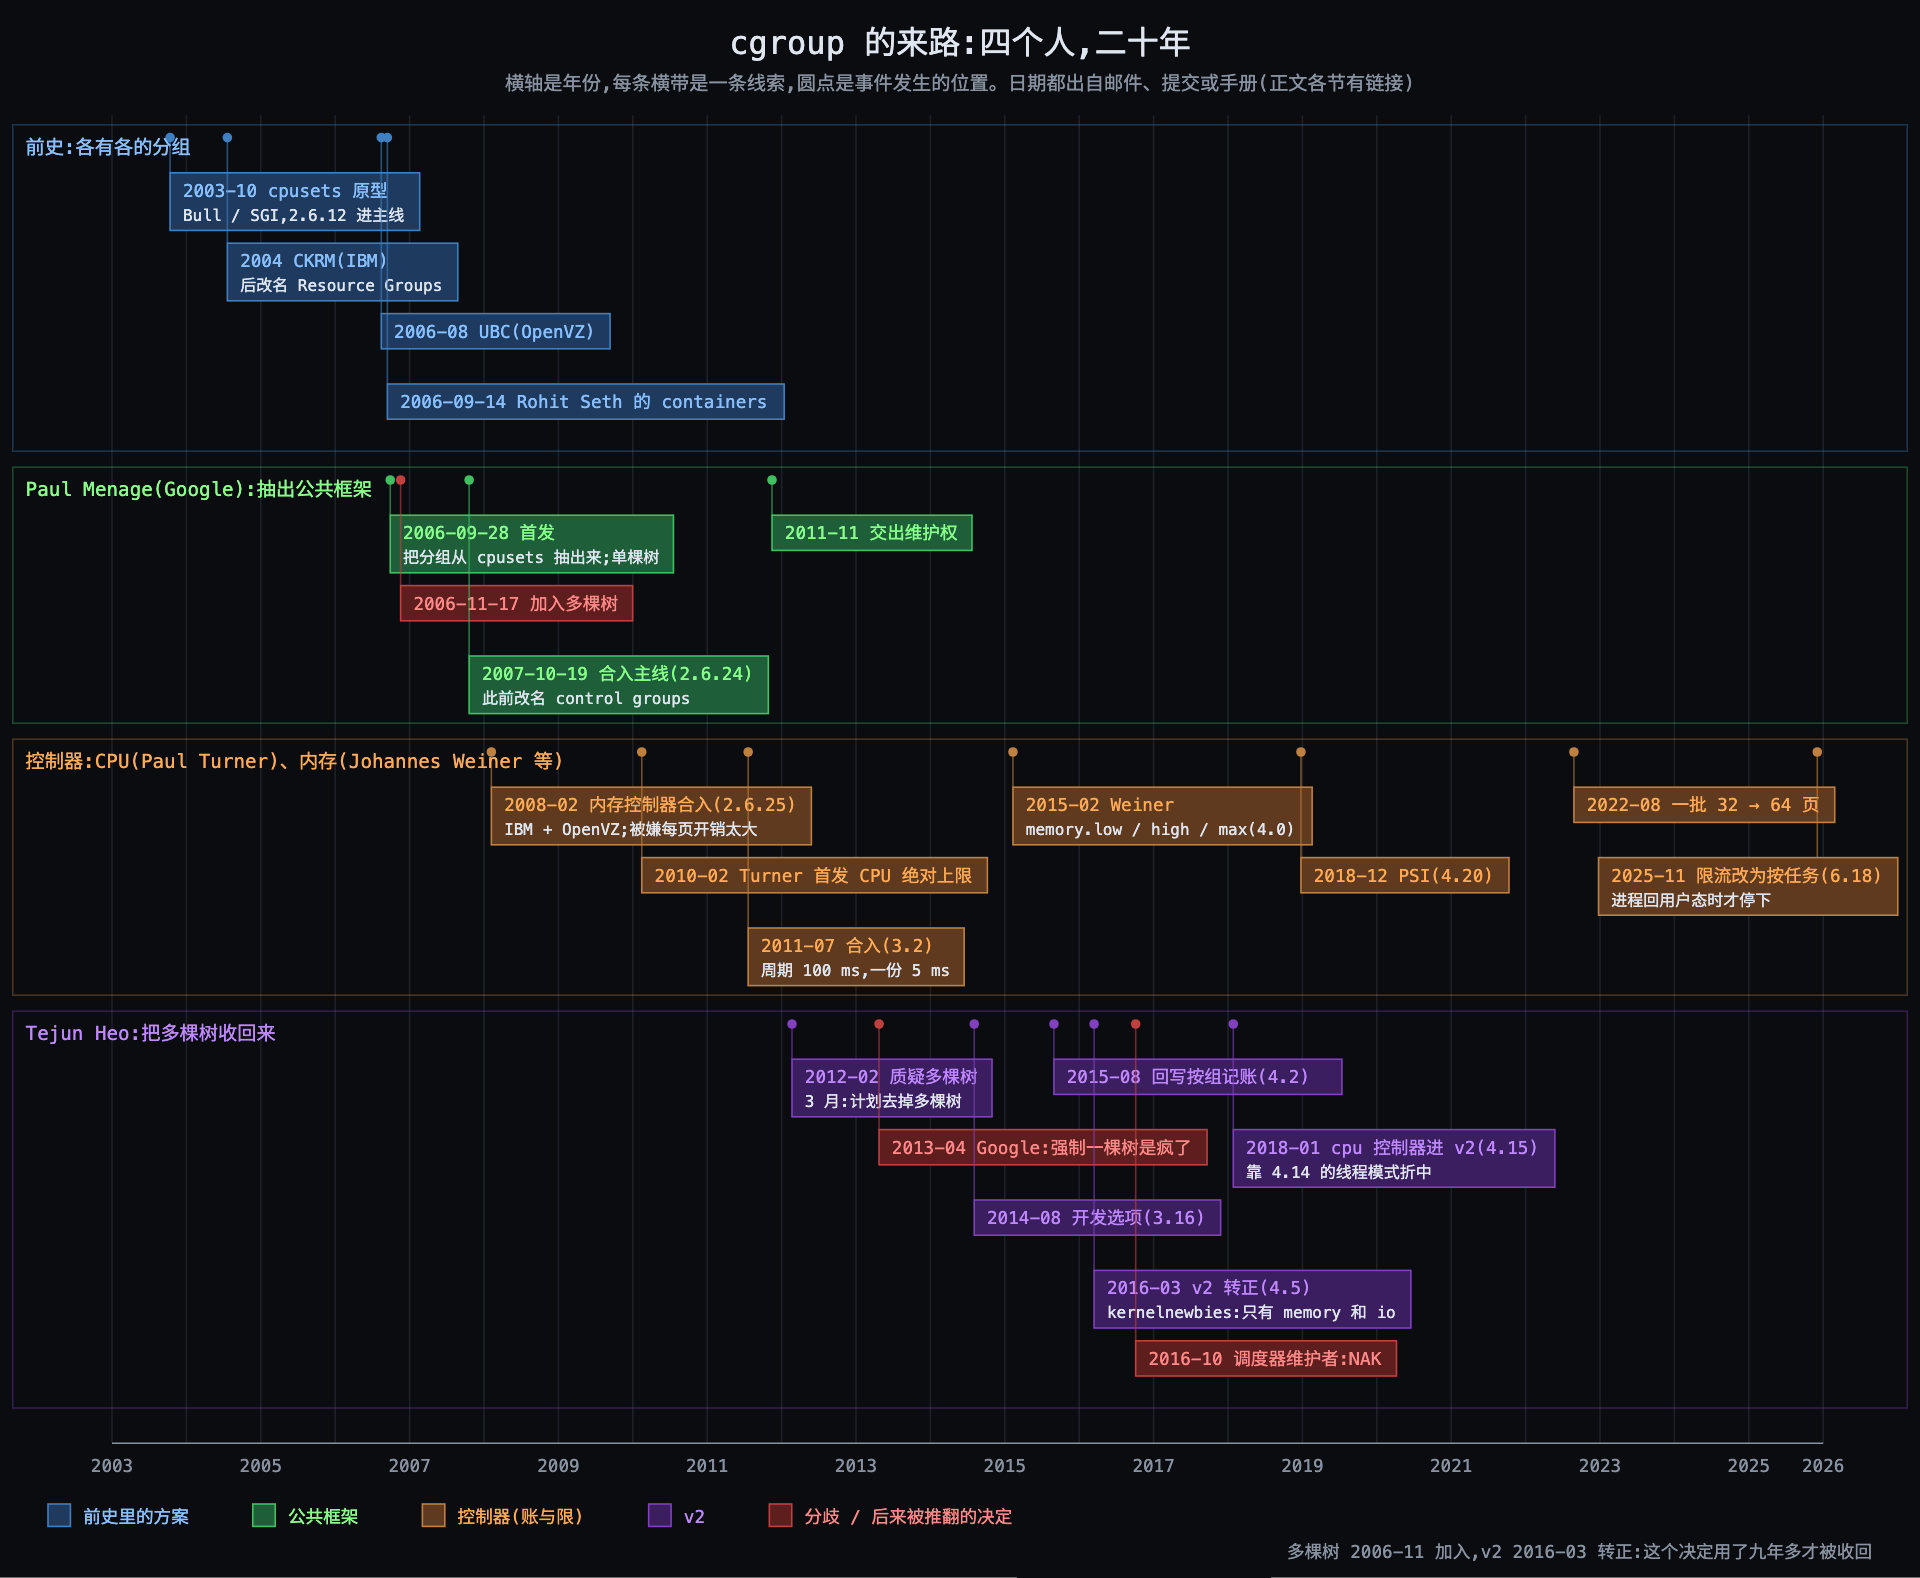 cgroup 的来路:四个人,二十年
横轴是年份,每条横带是一条线索,圆点是事件发生的位置。日期都出自邮件、提交或手册(正文各节有链接)
前史:各有各的分组
2003-10 cpusets 原型
Bull / SGI,2.6.12 进主线
2004 CKRM(IBM)
后改名 Resource Groups
2006-08 UBC(OpenVZ)
2006-09-14 Rohit Seth 的 containers
Paul Menage(Google):抽出公共框架
2006-09-28 首发
把分组从 cpusets 抽出来;单棵树
2011-11 交出维护权
2006-11-17 加入多棵树
2007-10-19 合入主线(2.6.24)
此前改名 control groups
控制器:CPU(Paul Turner)、内存(Johannes Weiner 等)
2008-02 内存控制器合入(2.6.25)
IBM + OpenVZ;被嫌每页开销太大
2015-02 Weiner
memory.low / high / max(4.0)
2022-08 一批 32 → 64 页
2010-02 Turner 首发 CPU 绝对上限
2018-12 PSI(4.20)
2025-11 限流改为按任务(6.18)
进程回用户态时才停下
2011-07 合入(3.2)
周期 100 ms,一份 5 ms
Tejun Heo:把多棵树收回来
2012-02 质疑多棵树
3 月:计划去掉多棵树
2015-08 回写按组记账(4.2)
2013-04 Google:强制一棵树是疯了
2018-01 cpu 控制器进 v2(4.15)
靠 4.14 的线程模式折中
2014-08 开发选项(3.16)
2016-03 v2 转正(4.5)
kernelnewbies:只有 memory 和 io
2016-10 调度器维护者:NAK
2003 2005 2007 2009 2011 2013 2015 2017 2019 2021 2023 2025 2026
前史里的方案 公共框架 控制器(账与限) v2 分歧 / 后来被推翻的决定
多棵树 2006-11 加入,v2 2016-03 转正:这个决定用了九年多才被收回